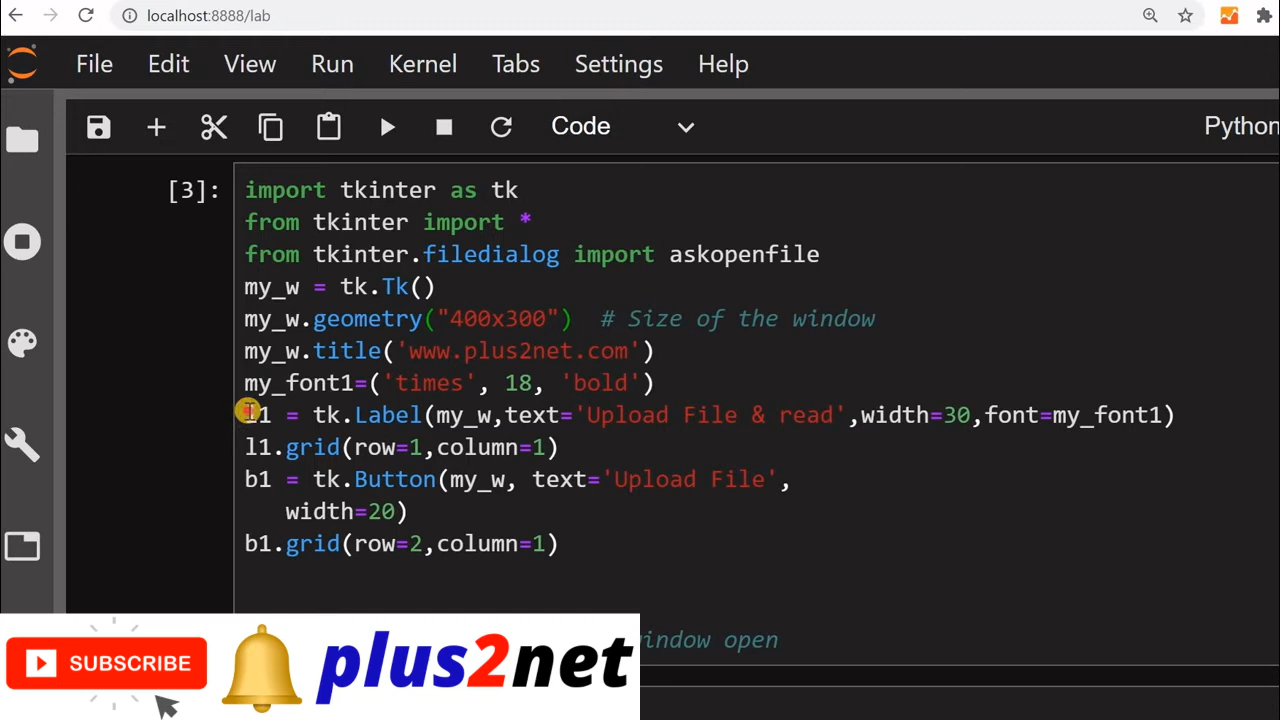 localhost:8888/lab
File Edit View Run Kernel Tabs Settings Help
Code Python
[3]:
import tkinter as tk
from tkinter import *
from tkinter.filedialog import askopenfile
my_w = tk.Tk()
my_w.geometry("400x300")  # Size of the window
my_w.title('www.plus2net.com')
my_font1=('times', 18, 'bold')
l1 = tk.Label(my_w,text='Upload File & read',width=30,font=my_font1)
l1.grid(row=1,column=1)
b1 = tk.Button(my_w, text='Upload File',
   width=20)
b1.grid(row=2,column=1)
window open
SUBSCRIBE
plus2net